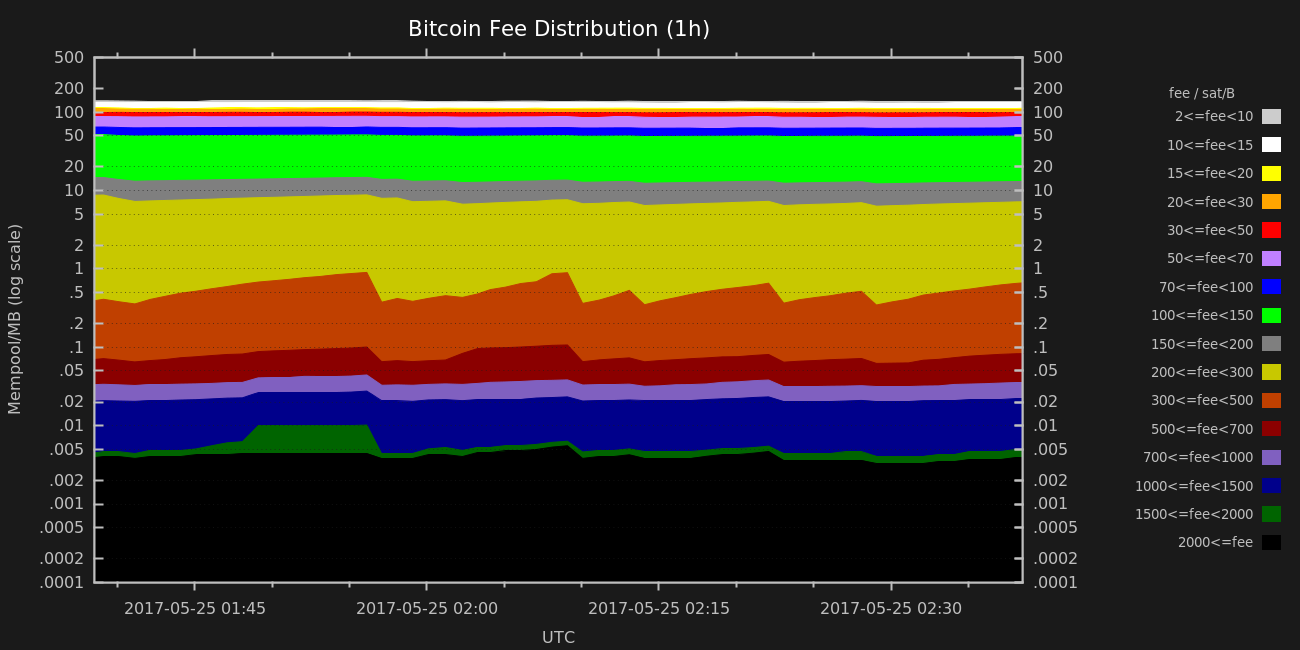 Bitcoin Fee Distribution (1h)
Mempool/MB (log scale)
500
200
100
50
20
10
5
2
1
.5
.2
.1
.05
.02
.01
.005
.002
.001
.0005
.0002
.0001
500
200
100
50
20
10
5
2
1
.5
.2
.1
.05
.02
.01
.005
.002
.001
.0005
.0002
.0001
2017-05-25 01:45
2017-05-25 02:00
2017-05-25 02:15
2017-05-25 02:30
UTC
fee / sat/B
2<=fee<10
10<=fee<15
15<=fee<20
20<=fee<30
30<=fee<50
50<=fee<70
70<=fee<100
100<=fee<150
150<=fee<200
200<=fee<300
300<=fee<500
500<=fee<700
700<=fee<1000
1000<=fee<1500
1500<=fee<2000
2000<=fee